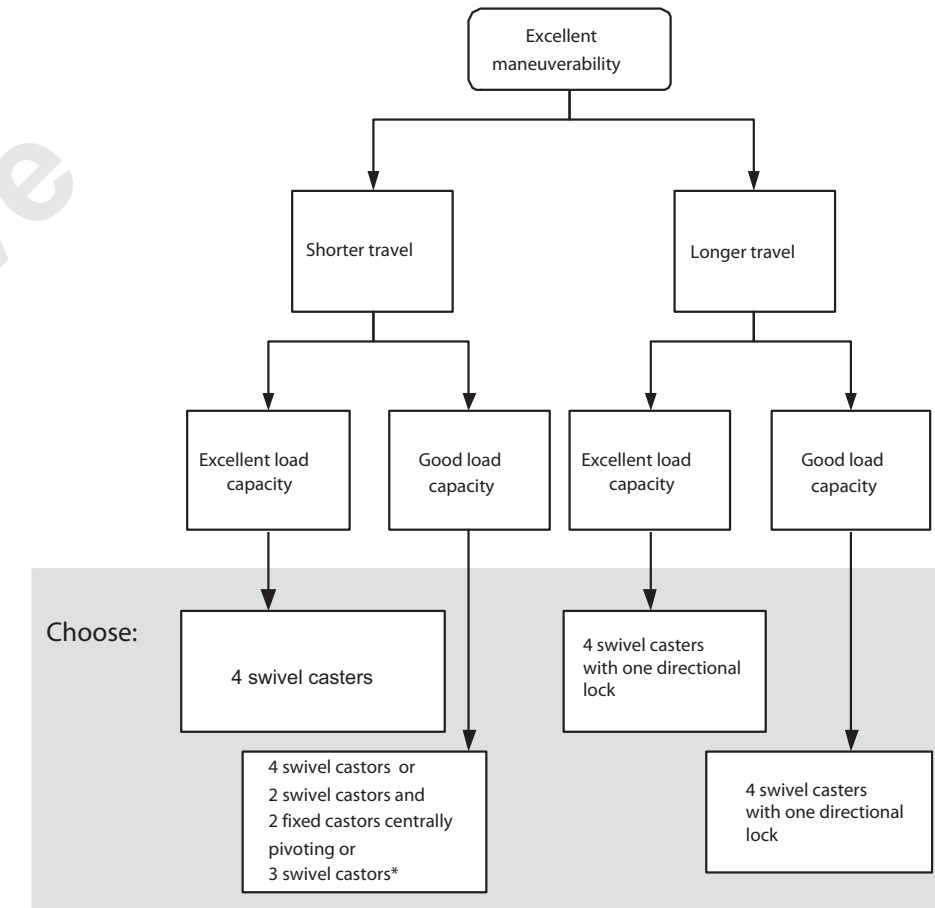 Excellent
maneuverability
Shorter travel
Longer travel
Excellent load
capacity
Good load
capacity
Excellent load
capacity
Good load
capacity
Choose:
4 swivel casters
4 swivel casters
with one directional
lock
4 swivel castors or
2 swivel castors and
2 fixed castors centrally
pivoting or
3 swivel castors*
4 swivel casters
with one directional
lock